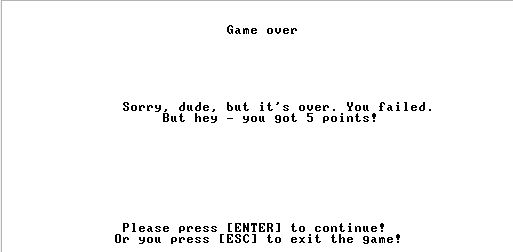 Game over
Sorry, dude, but it's over. You failed.
But hey - you got 5 points!
Please press [ENTER] to continue!
Or you press [ESC] to exit the game!